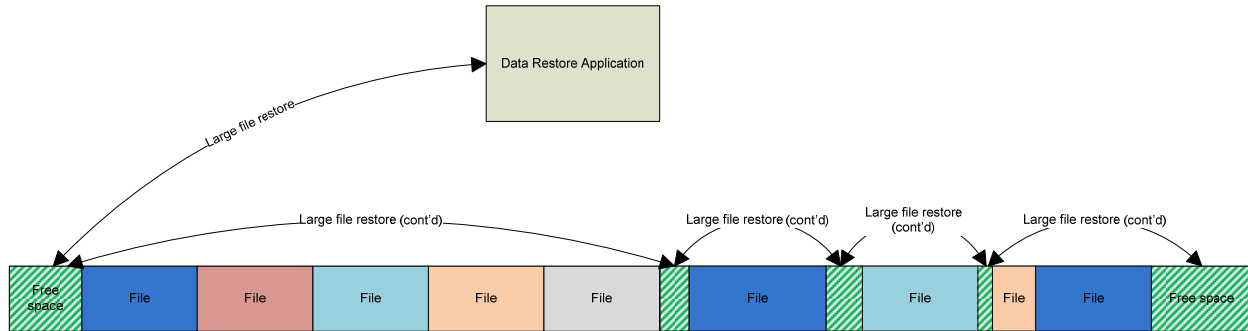 Data Restore Application
Large file restore
Large file restore (cont'd)
Large file restore (cont'd)
Large file restore
(cont'd)
Large file restore (cont'd)
Free
space
File
File
File
File
File
File
File
File
File
Free space